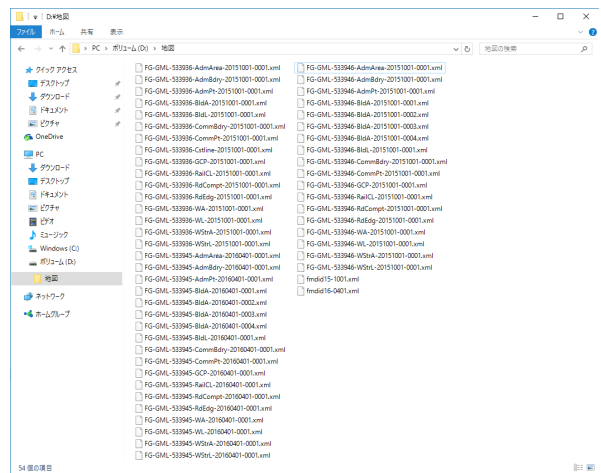 D:¥地図
ファイル ホーム 共有 表示
PC › ボリューム (D:) › 地図
地図の検索
クイック アクセス
デスクトップ
ダウンロード
ドキュメント
ピクチャ
OneDrive
PC
ダウンロード
デスクトップ
ドキュメント
ピクチャ
ビデオ
ミュージック
Windows (C:)
ボリューム (D:)
地図
ネットワーク
ホームグループ
FG-GML-533936-AdmArea-20151001-0001.xml
FG-GML-533936-AdmBdry-20151001-0001.xml
FG-GML-533936-AdmPt-20151001-0001.xml
FG-GML-533936-BldA-20151001-0001.xml
FG-GML-533936-BldL-20151001-0001.xml
FG-GML-533936-CommBdry-20151001-0001.xml
FG-GML-533936-CommPt-20151001-0001.xml
FG-GML-533936-Cstline-20151001-0001.xml
FG-GML-533936-GCP-20151001-0001.xml
FG-GML-533936-RailCL-20151001-0001.xml
FG-GML-533936-RdCompt-20151001-0001.xml
FG-GML-533936-RdEdg-20151001-0001.xml
FG-GML-533936-WA-20151001-0001.xml
FG-GML-533936-WL-20151001-0001.xml
FG-GML-533936-WStrA-20151001-0001.xml
FG-GML-533936-WStrL-20151001-0001.xml
FG-GML-533945-AdmArea-20160401-0001.xml
FG-GML-533945-AdmBdry-20160401-0001.xml
FG-GML-533945-AdmPt-20160401-0001.xml
FG-GML-533945-BldA-20160401-0001.xml
FG-GML-533945-BldA-20160401-0002.xml
FG-GML-533945-BldA-20160401-0003.xml
FG-GML-533945-BldA-20160401-0004.xml
FG-GML-533945-BldL-20160401-0001.xml
FG-GML-533945-CommBdry-20160401-0001.xml
FG-GML-533945-CommPt-20160401-0001.xml
FG-GML-533945-GCP-20160401-0001.xml
FG-GML-533945-RailCL-20160401-0001.xml
FG-GML-533945-RdCompt-20160401-0001.xml
FG-GML-533945-RdEdg-20160401-0001.xml
FG-GML-533945-WA-20160401-0001.xml
FG-GML-533945-WL-20160401-0001.xml
FG-GML-533945-WStrA-20160401-0001.xml
FG-GML-533945-WStrL-20160401-0001.xml
FG-GML-533946-AdmArea-20151001-0001.xml
FG-GML-533946-AdmBdry-20151001-0001.xml
FG-GML-533946-AdmPt-20151001-0001.xml
FG-GML-533946-BldA-20151001-0001.xml
FG-GML-533946-BldA-20151001-0002.xml
FG-GML-533946-BldA-20151001-0003.xml
FG-GML-533946-BldA-20151001-0004.xml
FG-GML-533946-BldL-20151001-0001.xml
FG-GML-533946-CommBdry-20151001-0001.xml
FG-GML-533946-CommPt-20151001-0001.xml
FG-GML-533946-GCP-20151001-0001.xml
FG-GML-533946-RailCL-20151001-0001.xml
FG-GML-533946-RdCompt-20151001-0001.xml
FG-GML-533946-RdEdg-20151001-0001.xml
FG-GML-533946-WA-20151001-0001.xml
FG-GML-533946-WL-20151001-0001.xml
FG-GML-533946-WStrA-20151001-0001.xml
FG-GML-533946-WStrL-20151001-0001.xml
fmdid15-1001.xml
fmdid16-0401.xml
54 個の項目